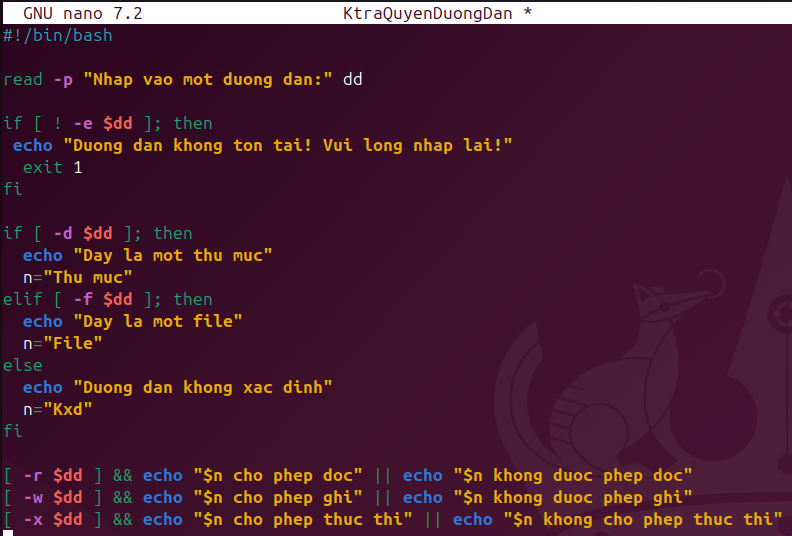 GNU nano 7.2 KtraQuyenDuongDan *
#!/bin/bash

read -p "Nhap vao mot duong dan:" dd

if [ ! -e $dd ]; then
 echo "Duong dan khong ton tai! Vui long nhap lai!"
  exit 1
fi

if [ -d $dd ]; then
  echo "Day la mot thu muc"
  n="Thu muc"
elif [ -f $dd ]; then
  echo "Day la mot file"
  n="File"
else
  echo "Duong dan khong xac dinh"
  n="Kxd"
fi

[ -r $dd ] && echo "$n cho phep doc" || echo "$n khong duoc phep doc"
[ -w $dd ] && echo "$n cho phep ghi" || echo "$n khong duoc phep ghi"
[ -x $dd ] && echo "$n cho phep thuc thi" || echo "$n khong cho phep thuc thi"